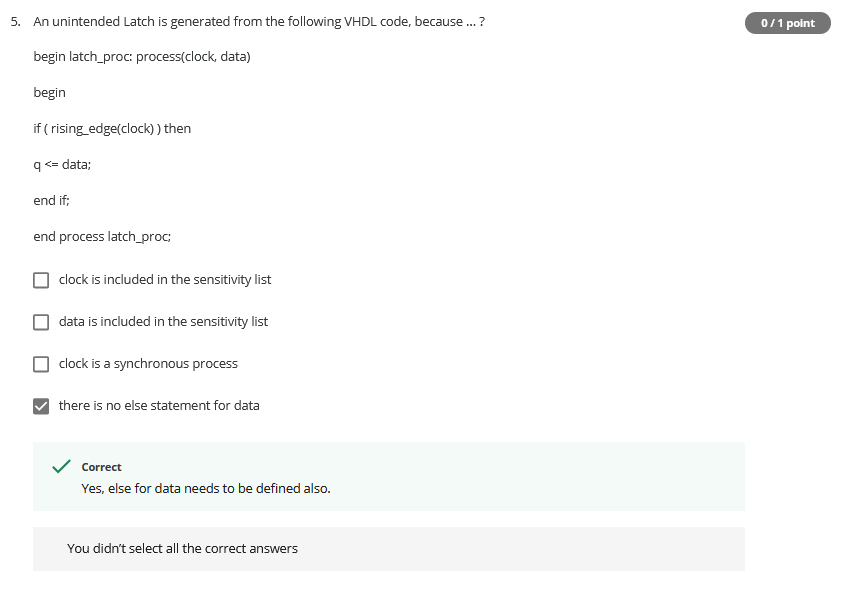 5. An unintended Latch is generated from the following VHDL code, because ... ?
0 / 1 point
begin latch_proc: process(clock, data)
begin
if ( rising_edge(clock) ) then
q <= data;
end if;
end process latch_proc;
clock is included in the sensitivity list
data is included in the sensitivity list
clock is a synchronous process
there is no else statement for data
Correct
Yes, else for data needs to be defined also.
You didn't select all the correct answers